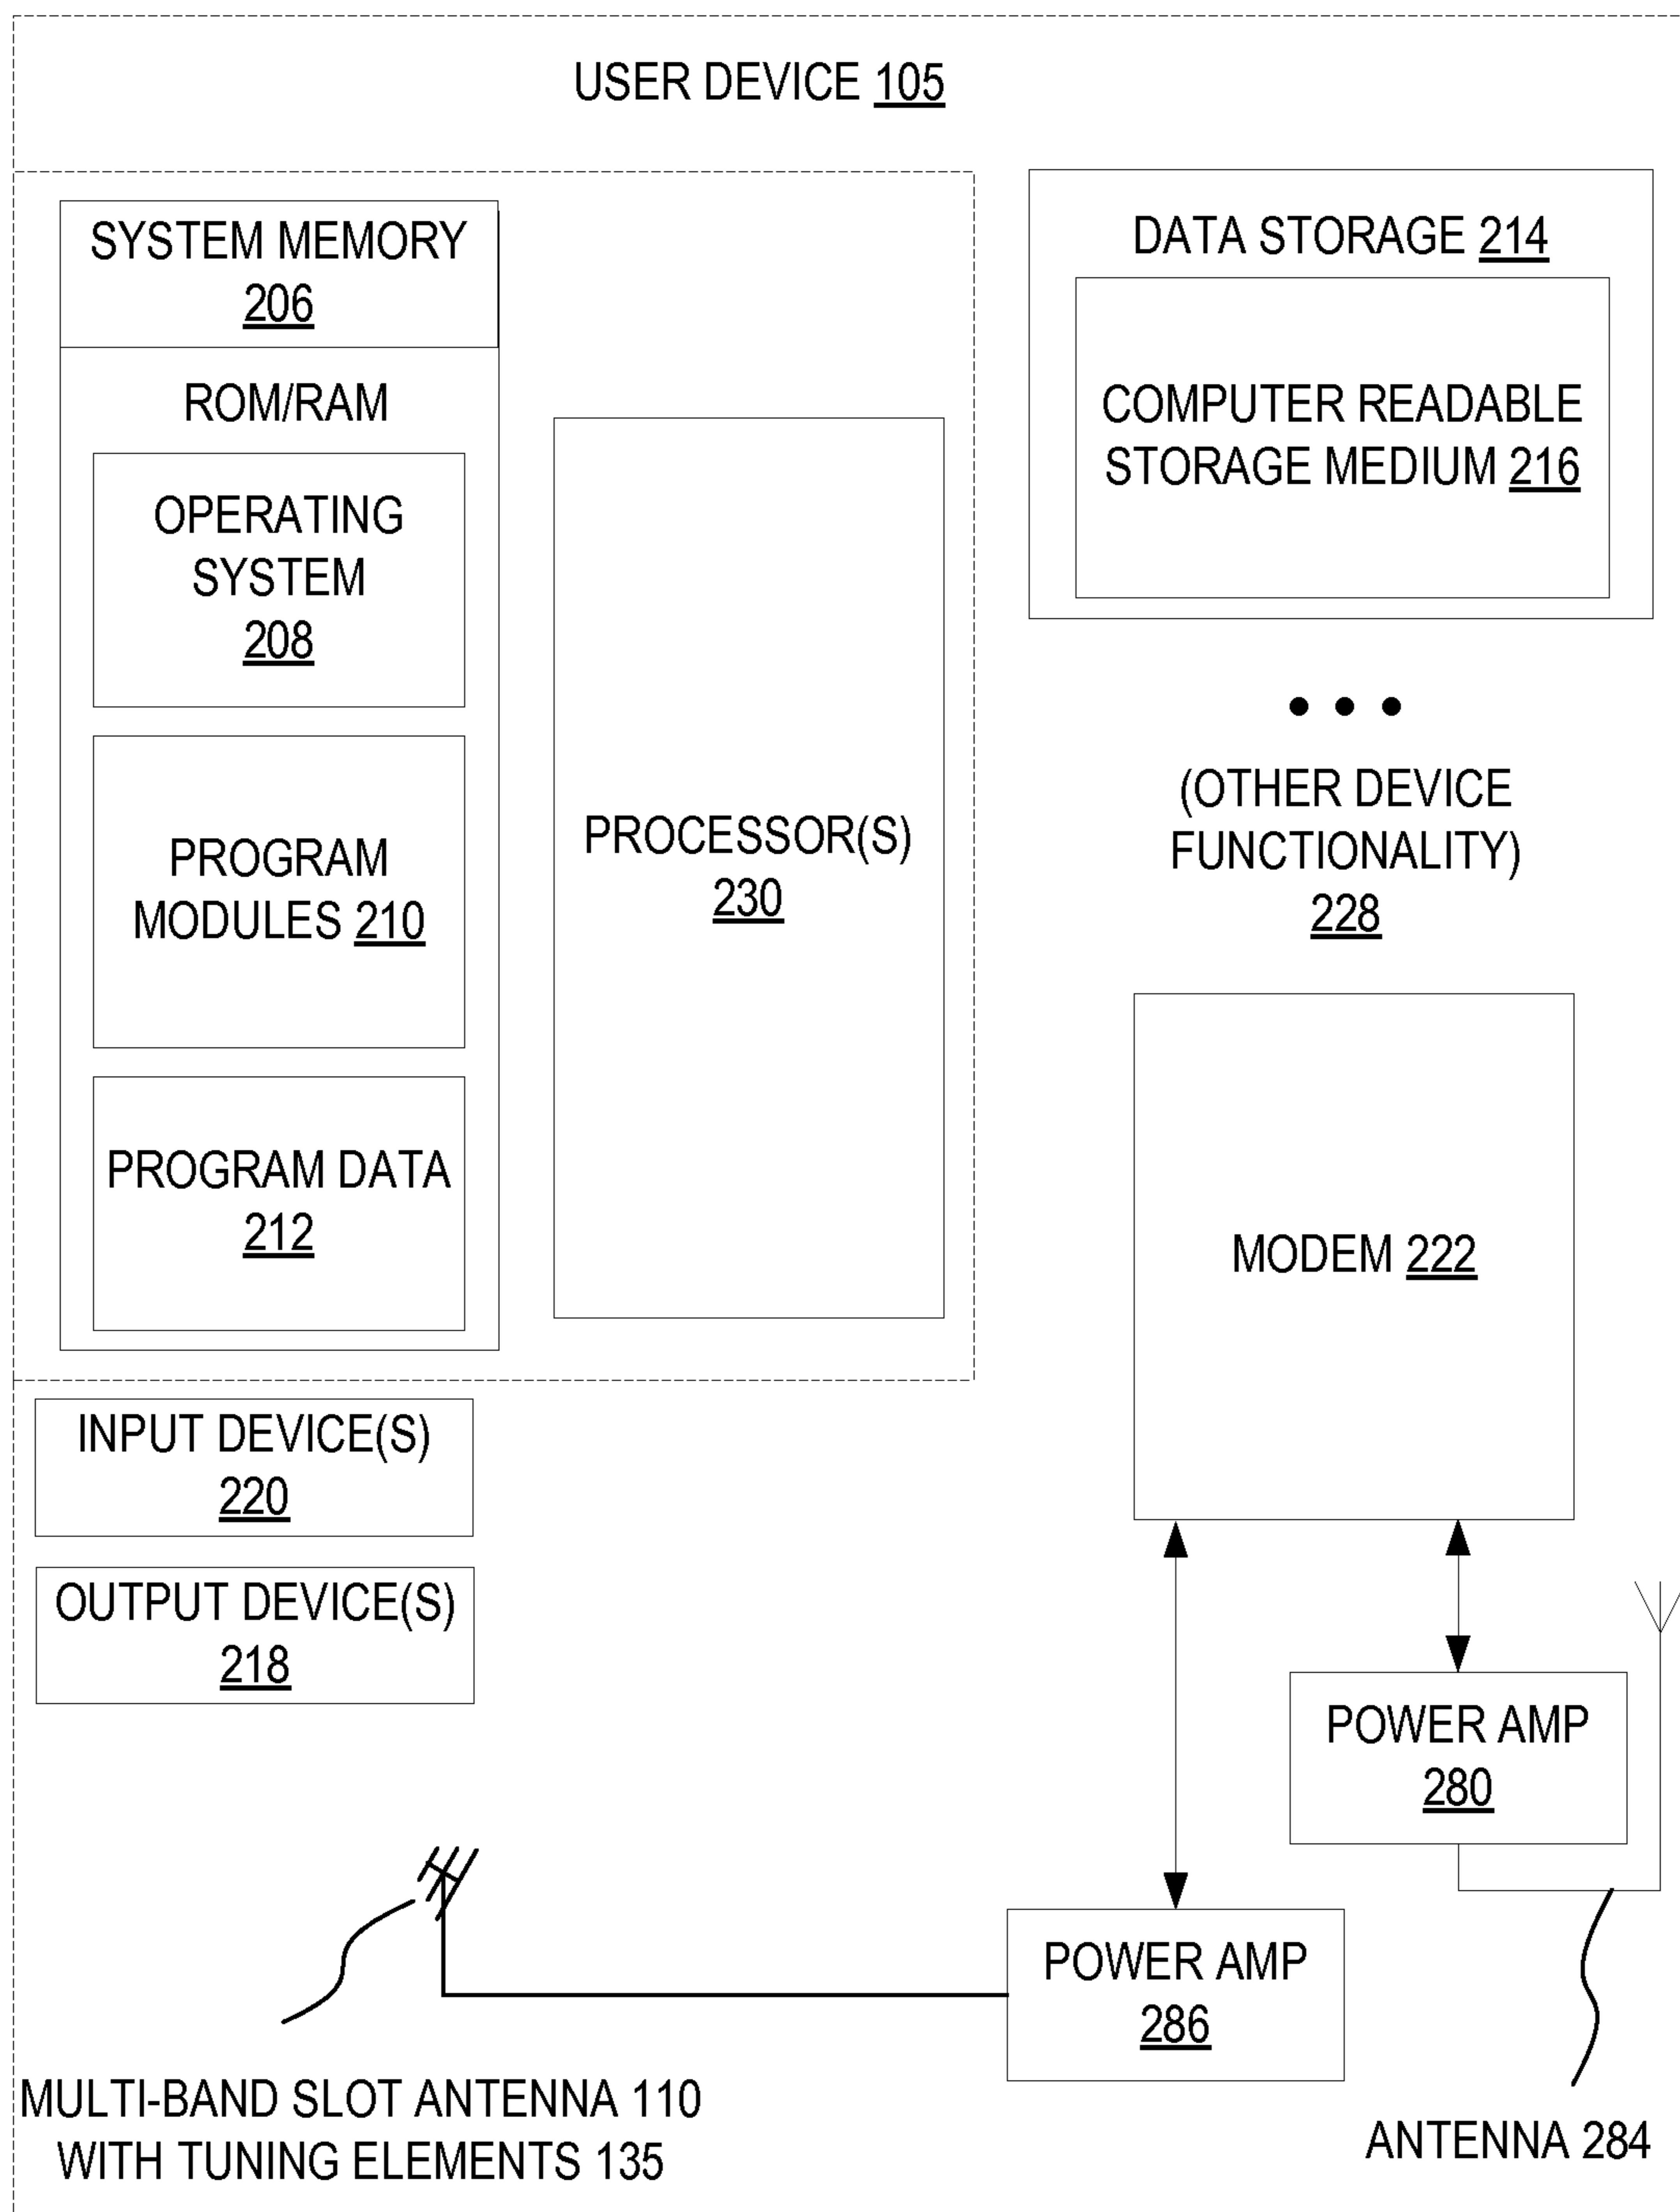 USER DEVICE 105
SYSTEM MEMORY
206
ROM/RAM
OPERATING
SYSTEM
208
PROGRAM
MODULES 210
PROGRAM DATA
212
PROCESSOR(S)
230
DATA STORAGE 214
COMPUTER READABLE
STORAGE MEDIUM 216
(OTHER DEVICE
FUNCTIONALITY)
228
MODEM 222
INPUT DEVICE(S)
220
OUTPUT DEVICE(S)
218
POWER AMP
280
POWER AMP
286
MULTI-BAND SLOT ANTENNA 110
WITH TUNING ELEMENTS 135
ANTENNA 284